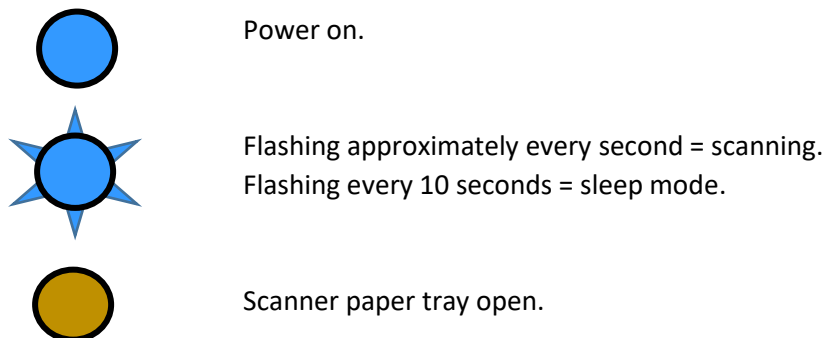 Power on.
Flashing approximately every second = scanning.
Flashing every 10 seconds = sleep mode.
Scanner paper tray open.